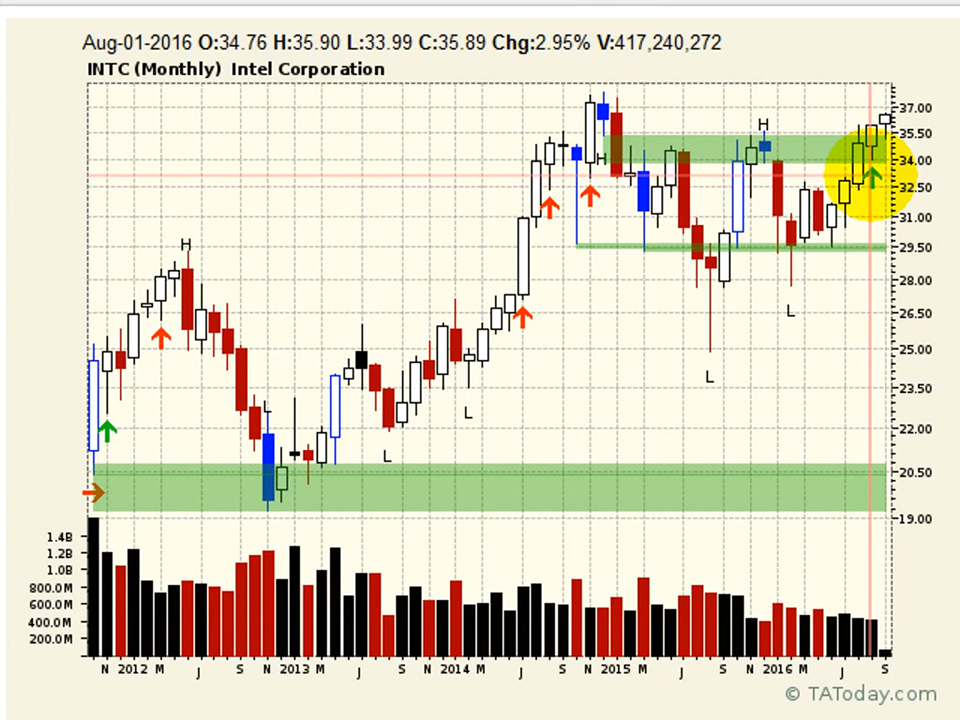 Aug-01-2016 O:34.76 H:35.90 L:33.99 C:35.89 Chg:2.95% V:417,240,272
INTC (Monthly) Intel Corporation
37.00
H
35.50
H
34.00
32.50
31.00
H
29.50
28.00
L
26.50
25.00
L
23.50
L
L
22.00
L
20.50
19.00
1.4B
1.2B
1.0B
800.0M
600.0M
400.0M
200.0M
N 2012 M J S N 2013 M J S N 2014 M J S N 2015 M J S N 2016 M J S
© TAToday.com